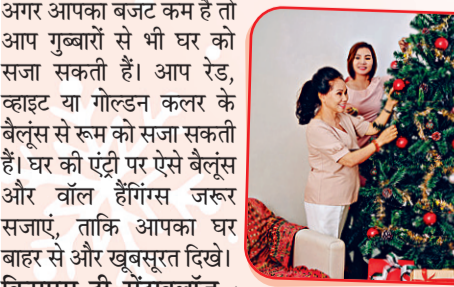 अगर आपका बजट कम है तो
आप गुब्बारों से भी घर को
सजा सकती हैं। आप रेड,
व्हाइट या गोल्डन कलर के
बैलूंस से रूम को सजा सकती
हैं। घर की एंट्री पर ऐसे बैलूंस
और वॉल हैंगिंग्स जरूर
सजाएं, ताकि आपका घर
बाहर से और खूबसूरत दिखे।